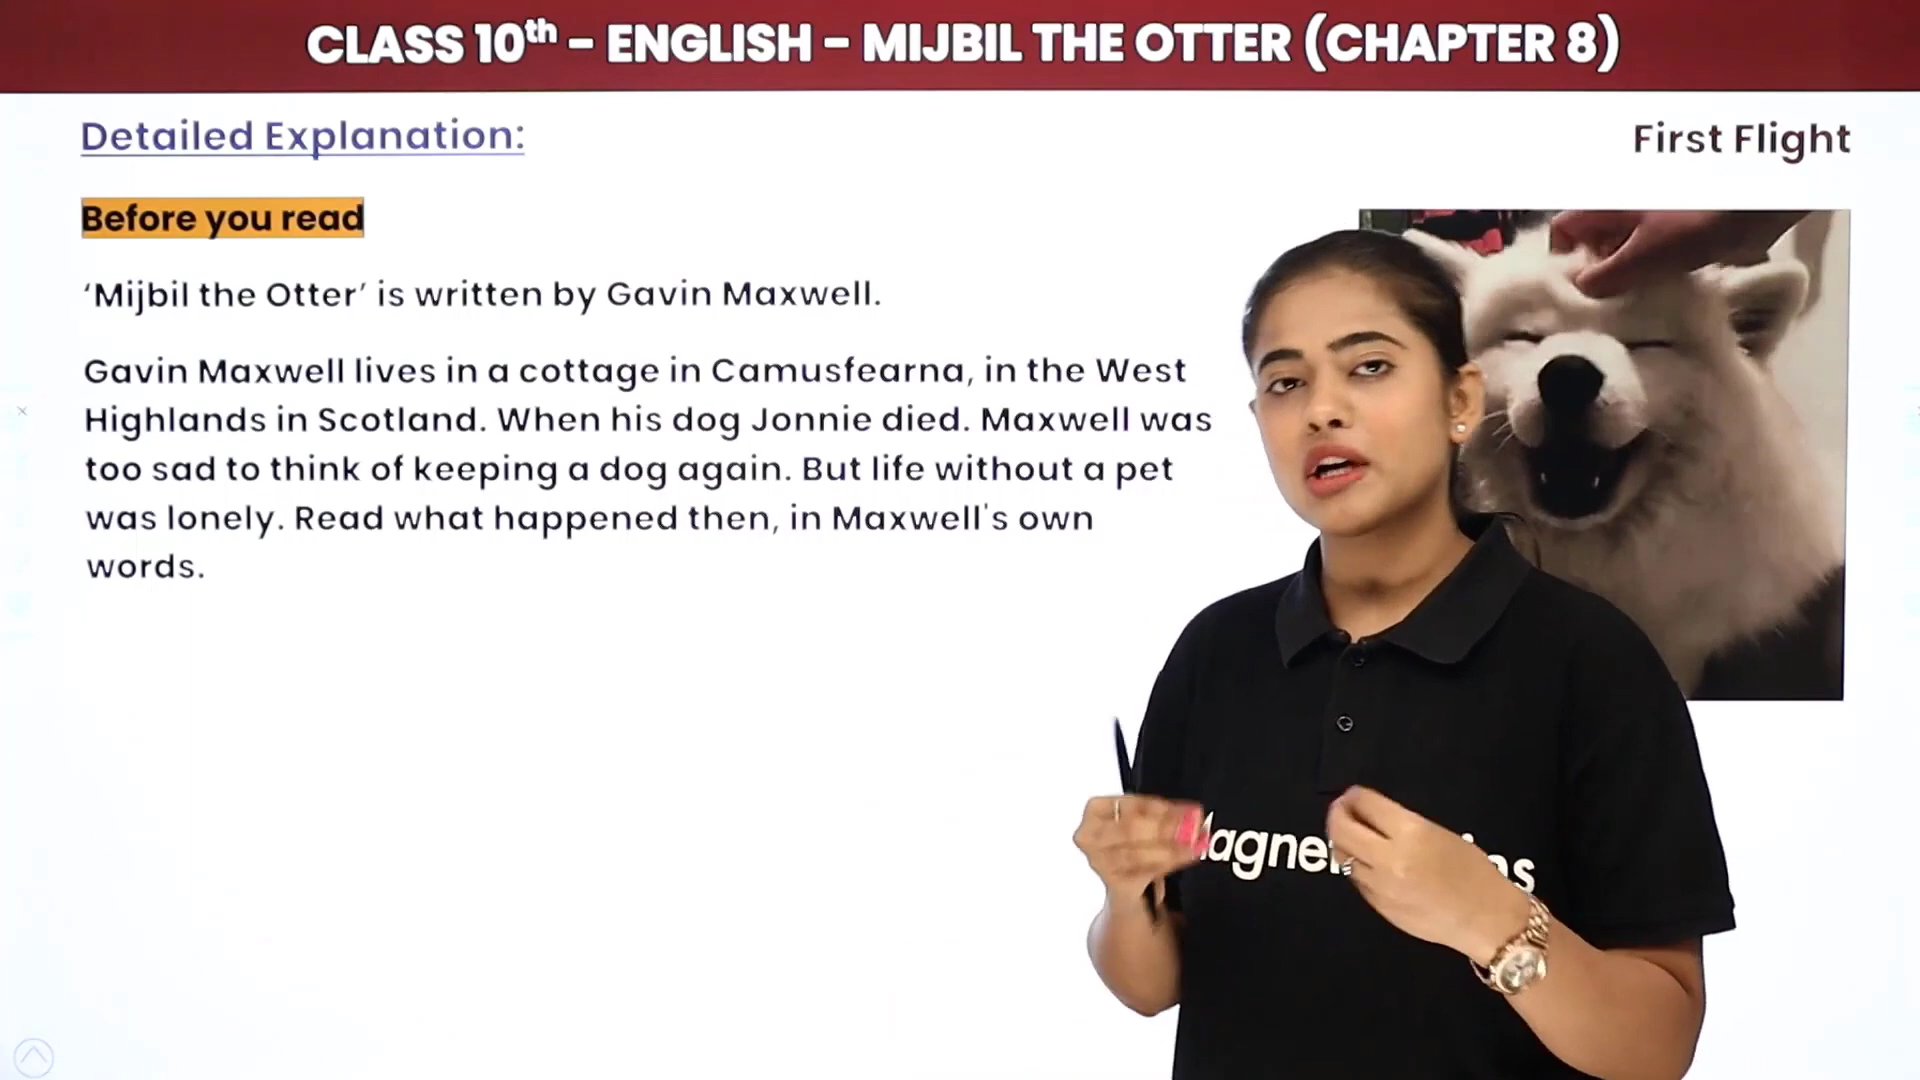 CLASS 10th – ENGLISH – MIJBIL THE OTTER (CHAPTER 8)
Detailed Explanation:
First Flight
Before you read
‘Mijbil the Otter’ is written by Gavin Maxwell.
Gavin Maxwell lives in a cottage in Camusfearna, in the West
Highlands in Scotland. When his dog Jonnie died. Maxwell was
too sad to think of keeping a dog again. But life without a pet
was lonely. Read what happened then, in Maxwell's own
words.